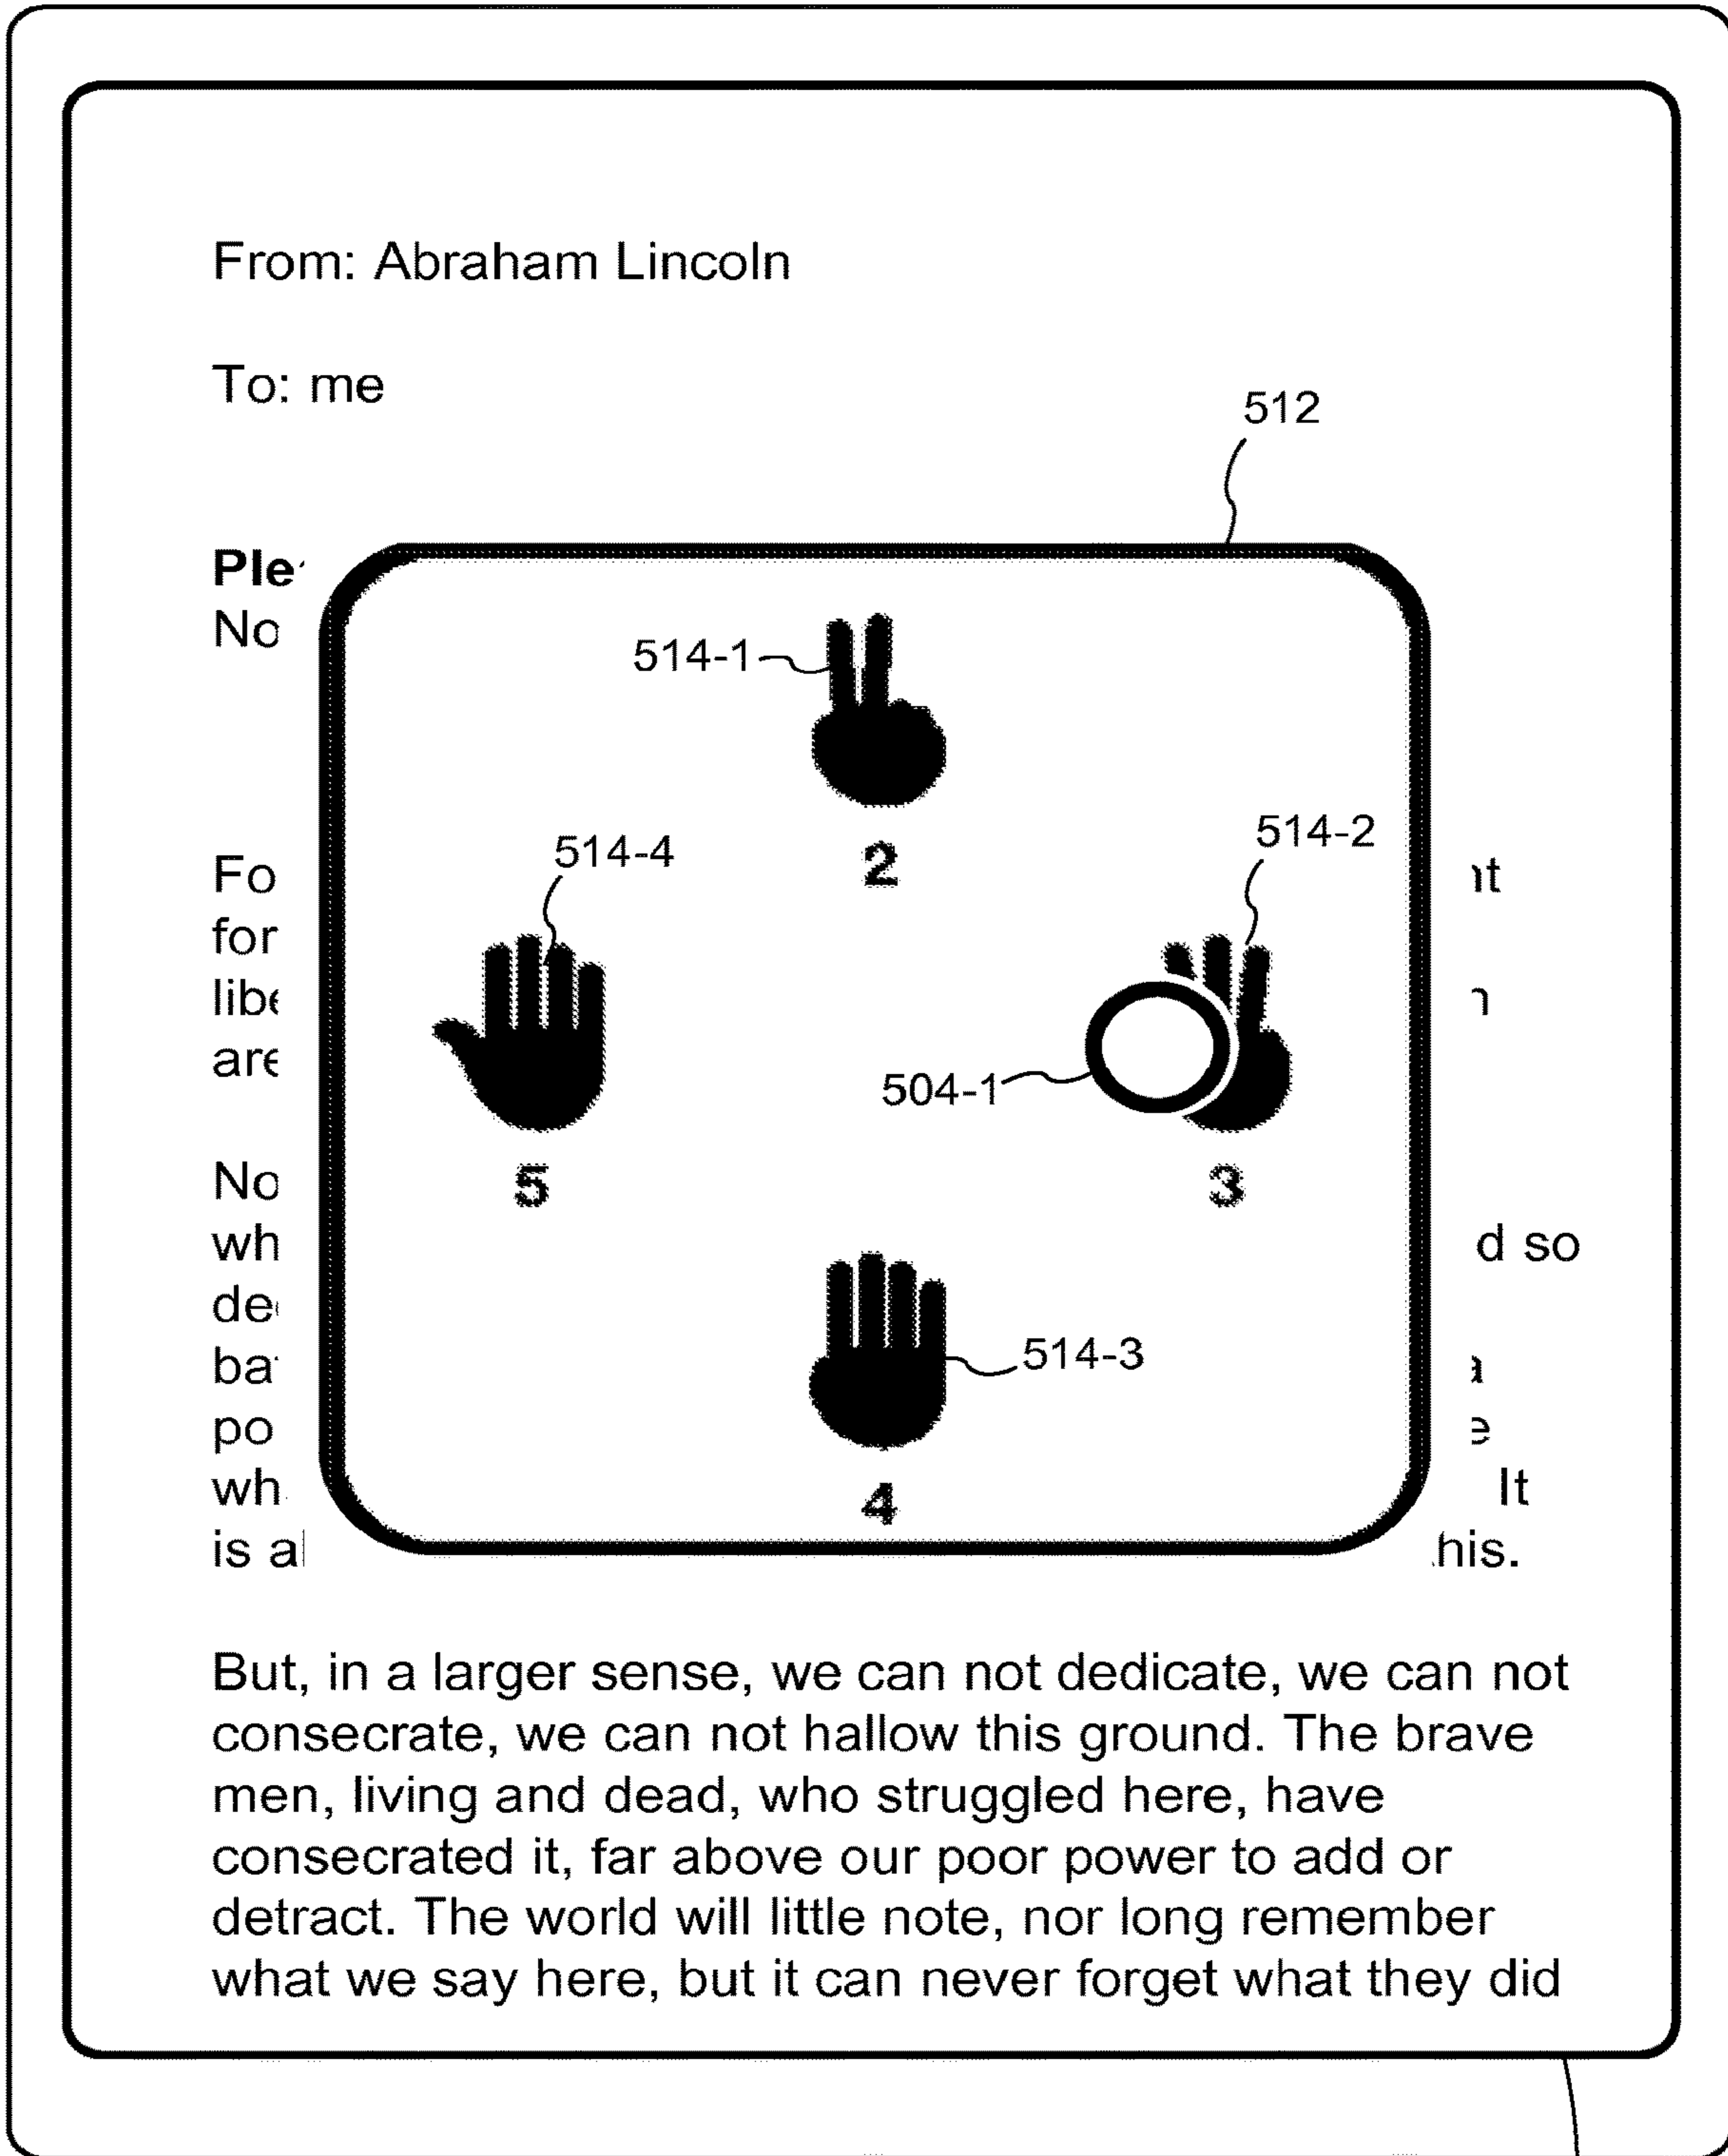 From: Abraham Lincoln
To: me
512
Ple
No
514-1
2
514-4
514-2
Fo
for
are
504-1
No
5
3
wh d so
514-3
po
wh It
4
is a his.
But, in a larger sense, we can not dedicate, we can not
consecrate, we can not hallow this ground. The brave
men, living and dead, who struggled here, have
consecrated it, far above our poor power to add or
detract. The world will little note, nor long remember
what we say here, but it can never forget what they did